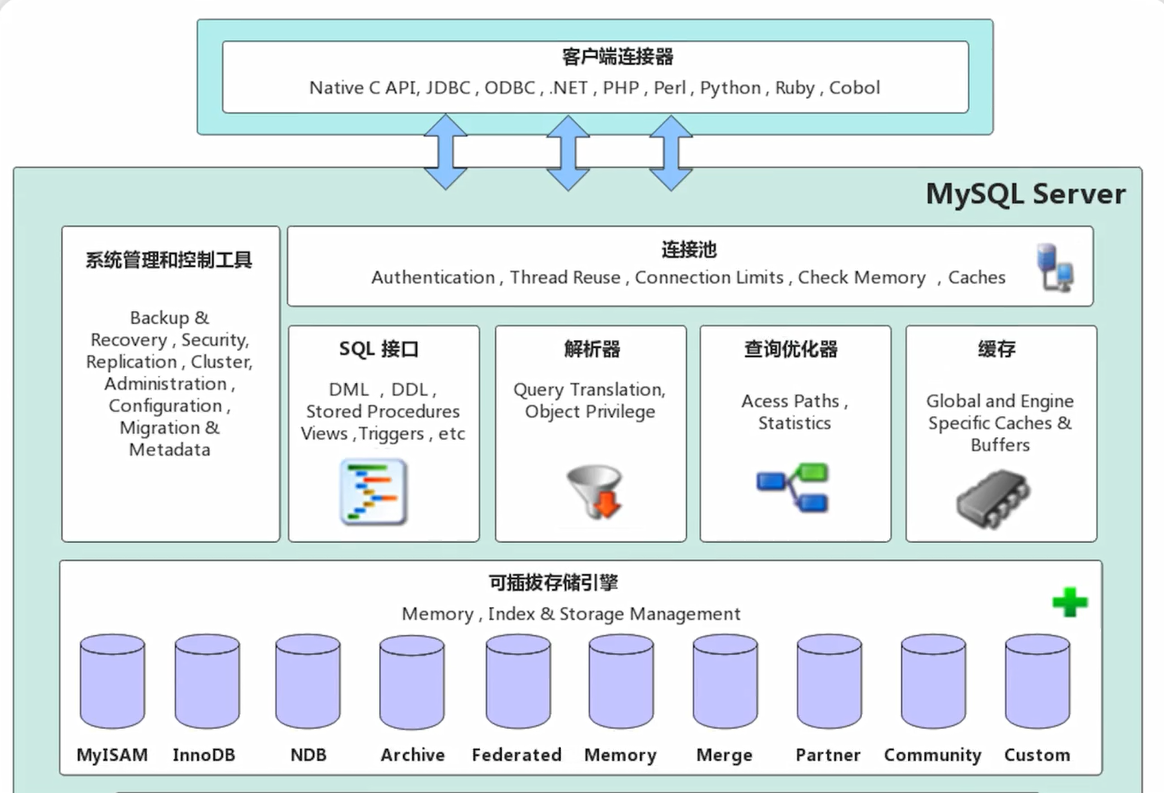 客户端连接器
Native C API, JDBC , ODBC , .NET , PHP , Perl , Python , Ruby , Cobol
MySQL Server
系统管理和控制工具
Backup &
Recovery , Security,
Replication , Cluster,
Administration ,
Configuration ,
Migration &
Metadata
连接池
Authentication , Thread Reuse , Connection Limits , Check Memory , Caches
SQL 接口
DML , DDL ,
Stored Procedures
Views ,Triggers , etc
解析器
Query Translation,
Object Privilege
查询优化器
Acess Paths ,
Statistics
缓存
Global and Engine
Specific Caches &
Buffers
可插拔存储引擎
Memory , Index & Storage Management
MyISAM
InnoDB
NDB
Archive
Federated
Memory
Merge
Partner
Community
Custom